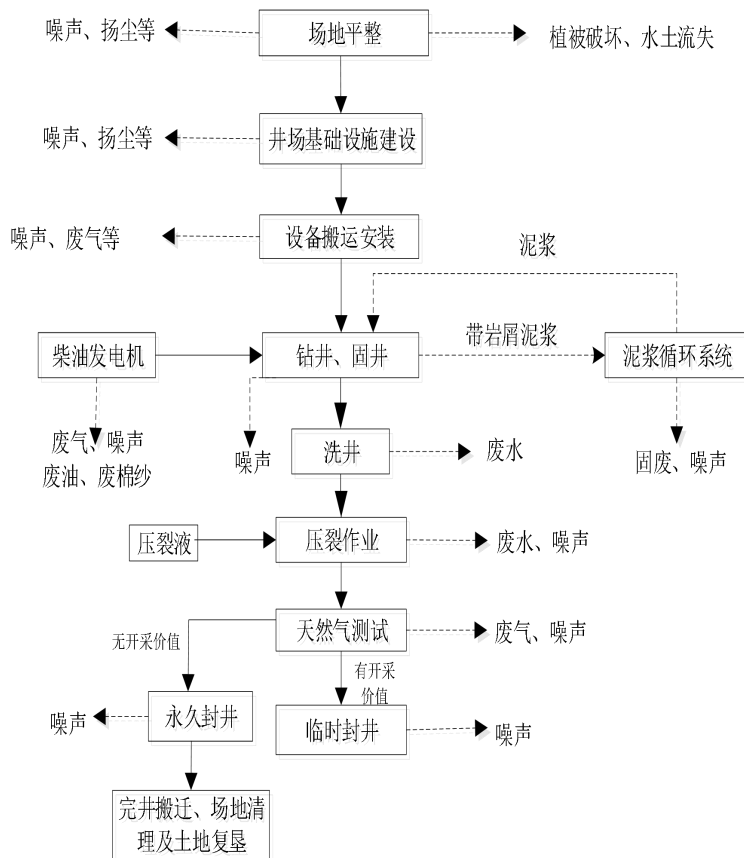 噪声、扬尘等
场地平整
植被破坏、水土流失
噪声、扬尘等
井场基础设施建设
噪声、废气等
设备搬运安装
泥浆
柴油发电机
钻井、固井
带岩屑泥浆
泥浆循环系统
废气、噪声
废油、废棉纱
噪声
洗井
废水
固废、噪声
压裂液
压裂作业
废水、噪声
天然气测试
废气、噪声
无开采价值
有开采
价值
噪声
永久封井
临时封井
噪声
完井搬迁、场地清
理及土地复垦